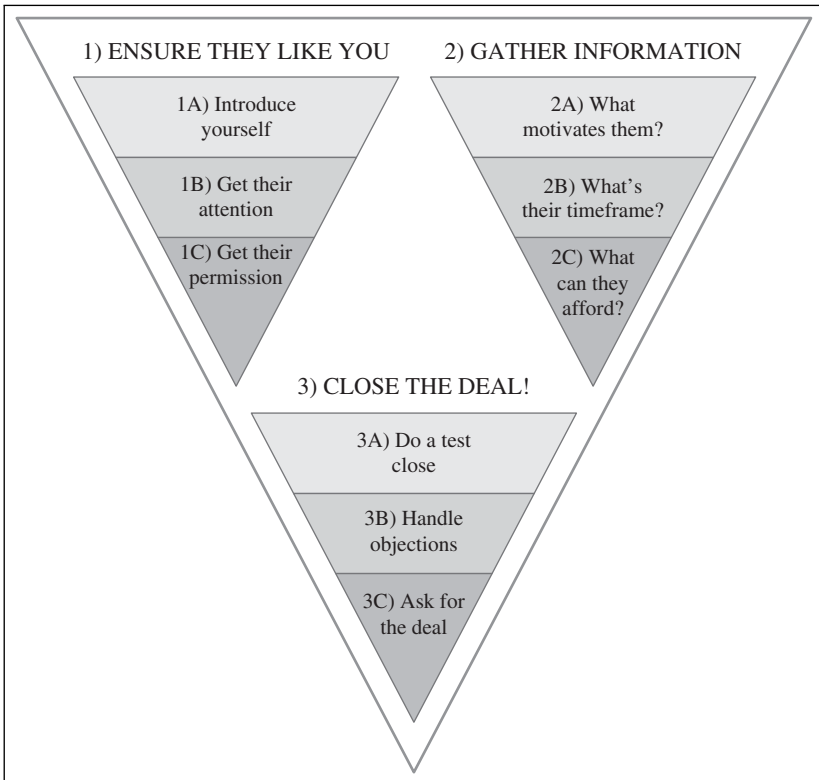 1) ENSURE THEY LIKE YOU
1A) Introduce
yourself
1B) Get their
attention
1C) Get their
permission
2) GATHER INFORMATION
2A) What
motivates them?
2B) What’s
their timeframe?
2C) What
can they
afford?
3) CLOSE THE DEAL!
3A) Do a test
close
3B) Handle
objections
3C) Ask for
the deal